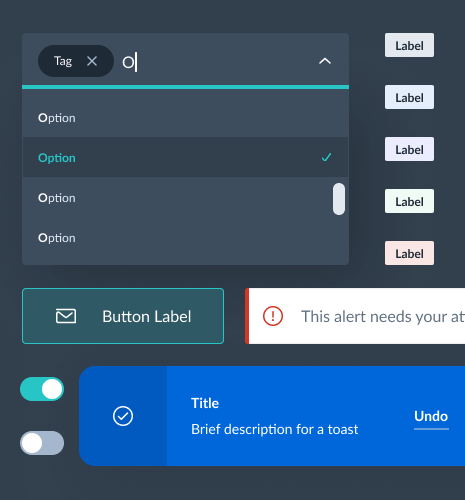 Tag O
Option
Option
Option
Option
Label
Label
Label
Label
Label
Button Label
This alert needs your at
Title
Brief description for a toast
Undo